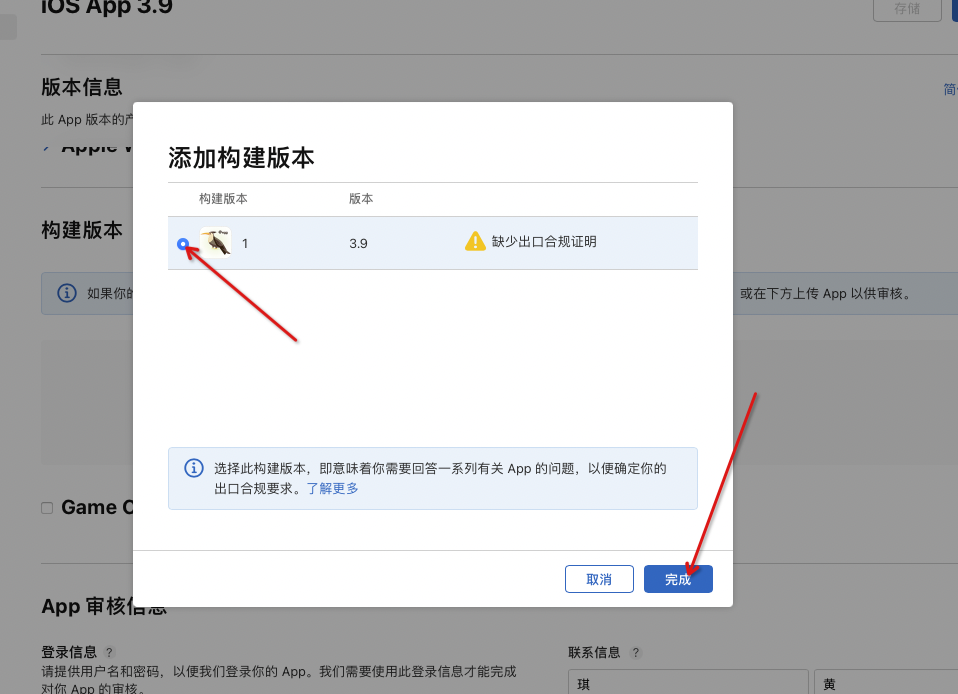 iOS App 3.9
存储
版本信息
简
此 App 版本的产
添加构建版本
构建版本 版本
1 3.9 缺少出口合规证明
构建版本
如果你的
或在下方上传 App 以供审核。
选择此构建版本，即意味着你需要回答一系列有关 App 的问题，以便确定你的
出口合规要求。了解更多
Game C
取消 完成
App 审核信息
登录信息 ?
联系信息 ?
请提供用户名和密码，以便我们登录你的 App。我们需要使用此登录信息才能完成
对你 App 的审核。
琪 黄